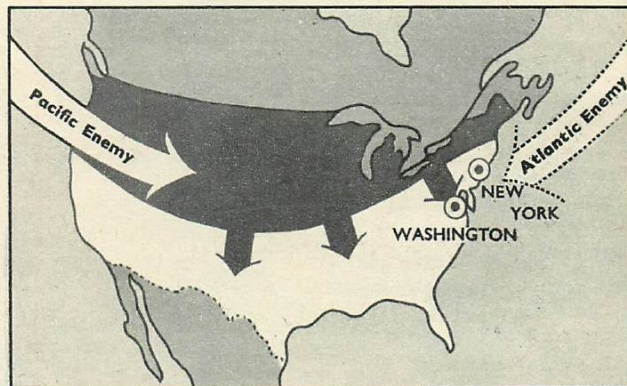 Pacific Enemy
Atlantic Enemy
NEW
YORK
WASHINGTON